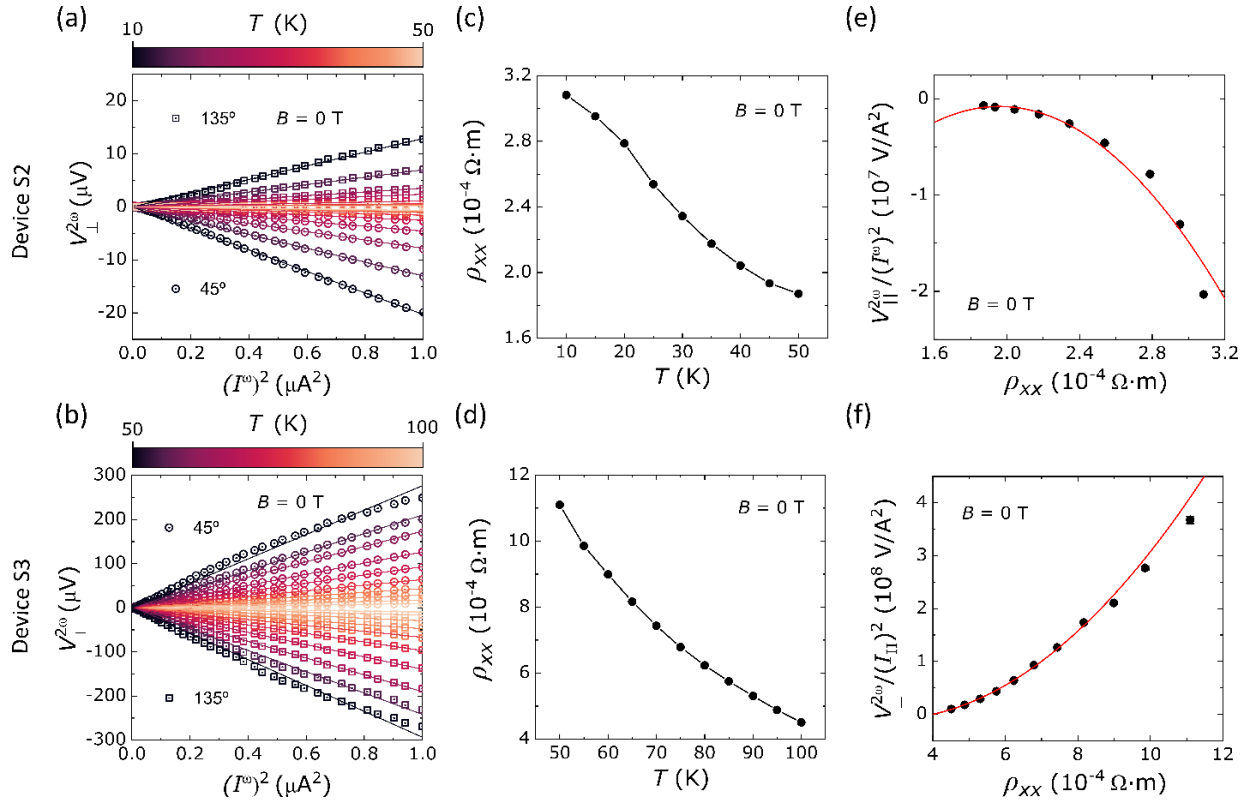 (a)
T (K)
10 50
Device S2
V⊥2ω (μV)
20
10
0
-10
-20
135º
B = 0 T
45º
0.0 0.2 0.4 0.6 0.8 1.0
(Iω)2 (μA2)
(c)
ρXX (10-4 Ω·m)
3.2
2.8
2.4
2.0
1.6
B = 0 T
10 20 30 40 50
T (K)
(e)
V||2ω/(Iω)2 (107 V/A2)
0
-1
-2
B = 0 T
1.6 2.0 2.4 2.8 3.2
ρXX (10-4 Ω·m)
(b)
T (K)
50 100
Device S3
V⊥2ω (μV)
300
200
100
0
-100
-200
-300
B = 0 T
45º
135º
0.0 0.2 0.4 0.6 0.8 1.0
(Iω)2 (μA2)
(d)
ρXX (10-4 Ω·m)
12
10
8
6
4
B = 0 T
50 60 70 80 90 100
T (K)
(f)
V⊥2ω/(I||)2 (108 V/A2)
4
3
2
1
0
B = 0 T
4 6 8 10 12
ρXX (10-4 Ω·m)